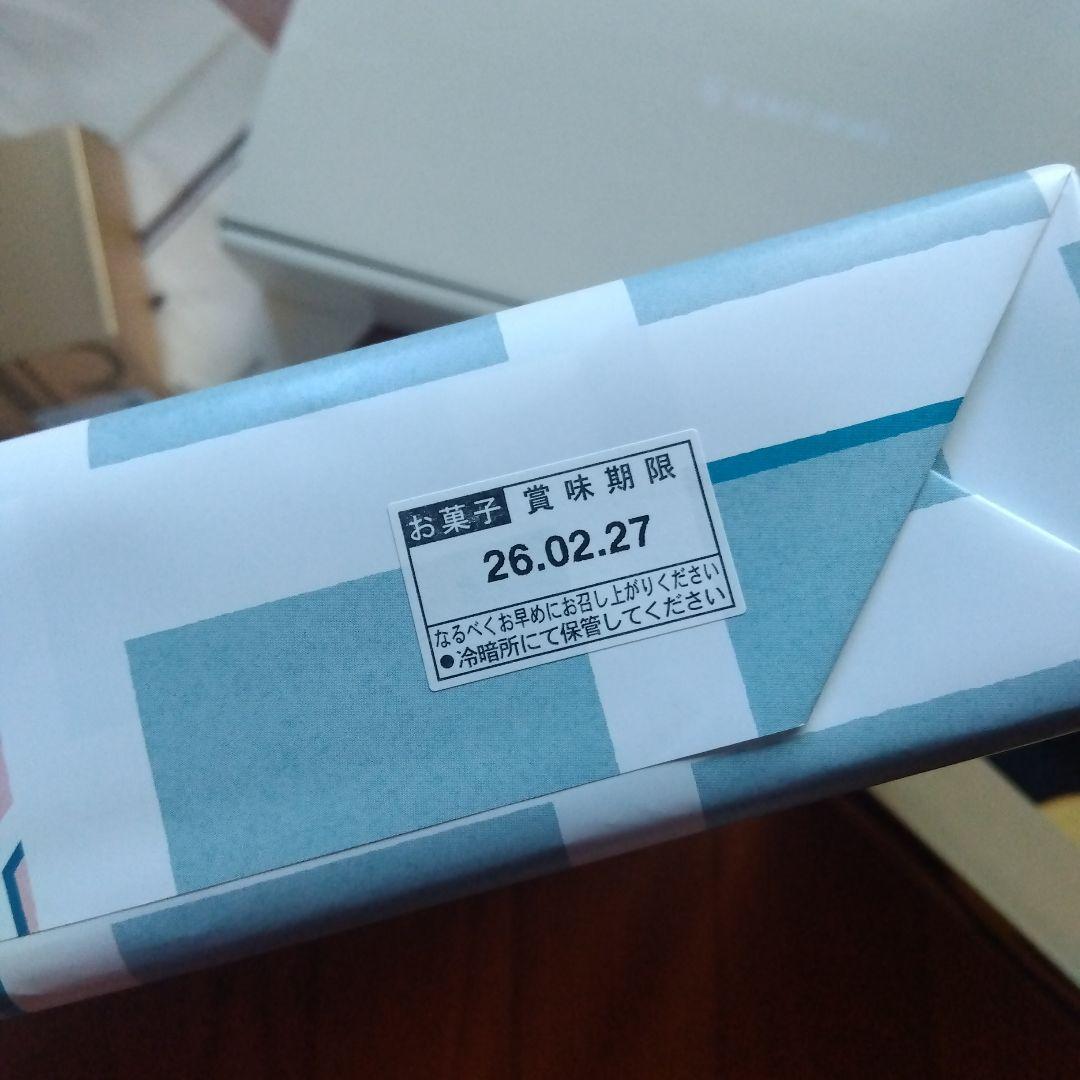 お菓子 賞味期限
26.02.27
なるべくお早めにお召し上がりください
●冷暗所にて保管してください